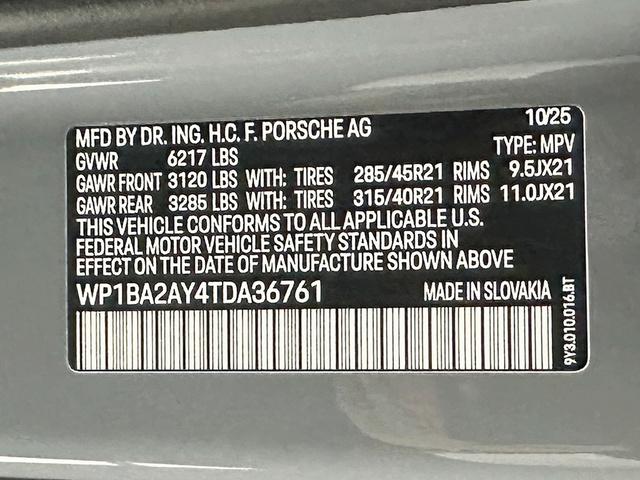 10/25
MFD BY DR. ING. H.C. F. PORSCHE AG
GVWR 6217 LBS TYPE: MPV
GAWR FRONT 3120 LBS WITH: TIRES 285/45R21 RIMS 9.5JX21
GAWR REAR 3285 LBS WITH: TIRES 315/40R21 RIMS 11.0JX21
THIS VEHICLE CONFORMS TO ALL APPLICABLE U.S.
FEDERAL MOTOR VEHICLE SAFETY STANDARDS IN
EFFECT ON DATE OF MANUFACTURE SHOWN ABOVE
WP1BA2AY4TDA36761 MADE IN SLOVAKIA
9Y3.010.016.BT